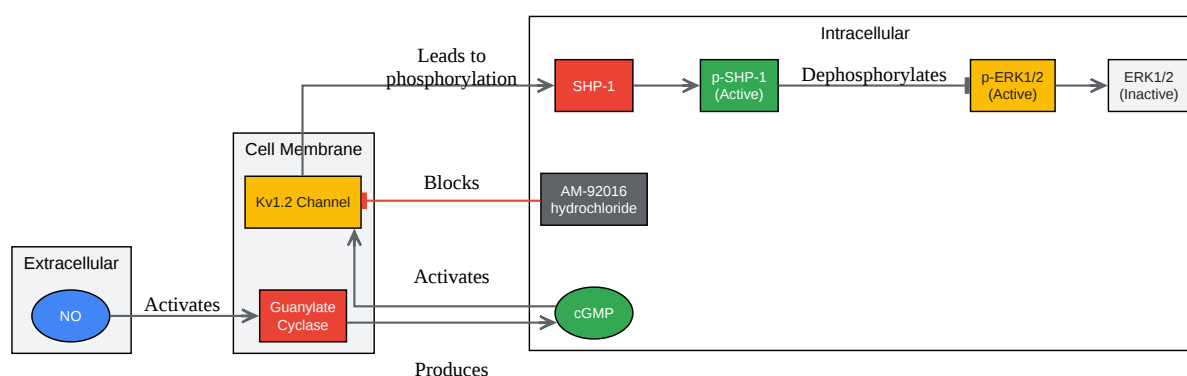 Intracellular
Leads to
phosphorylation
SHP-1
p-SHP-1
(Active)
Dephosphorylates
p-ERK1/2
(Active)
ERK1/2
(Inactive)
Cell Membrane
Kv1.2 Channel
Blocks
AM-92016
hydrochloride
Extracellular
NO
Activates
Guanylate
Cyclase
Activates
cGMP
Produces